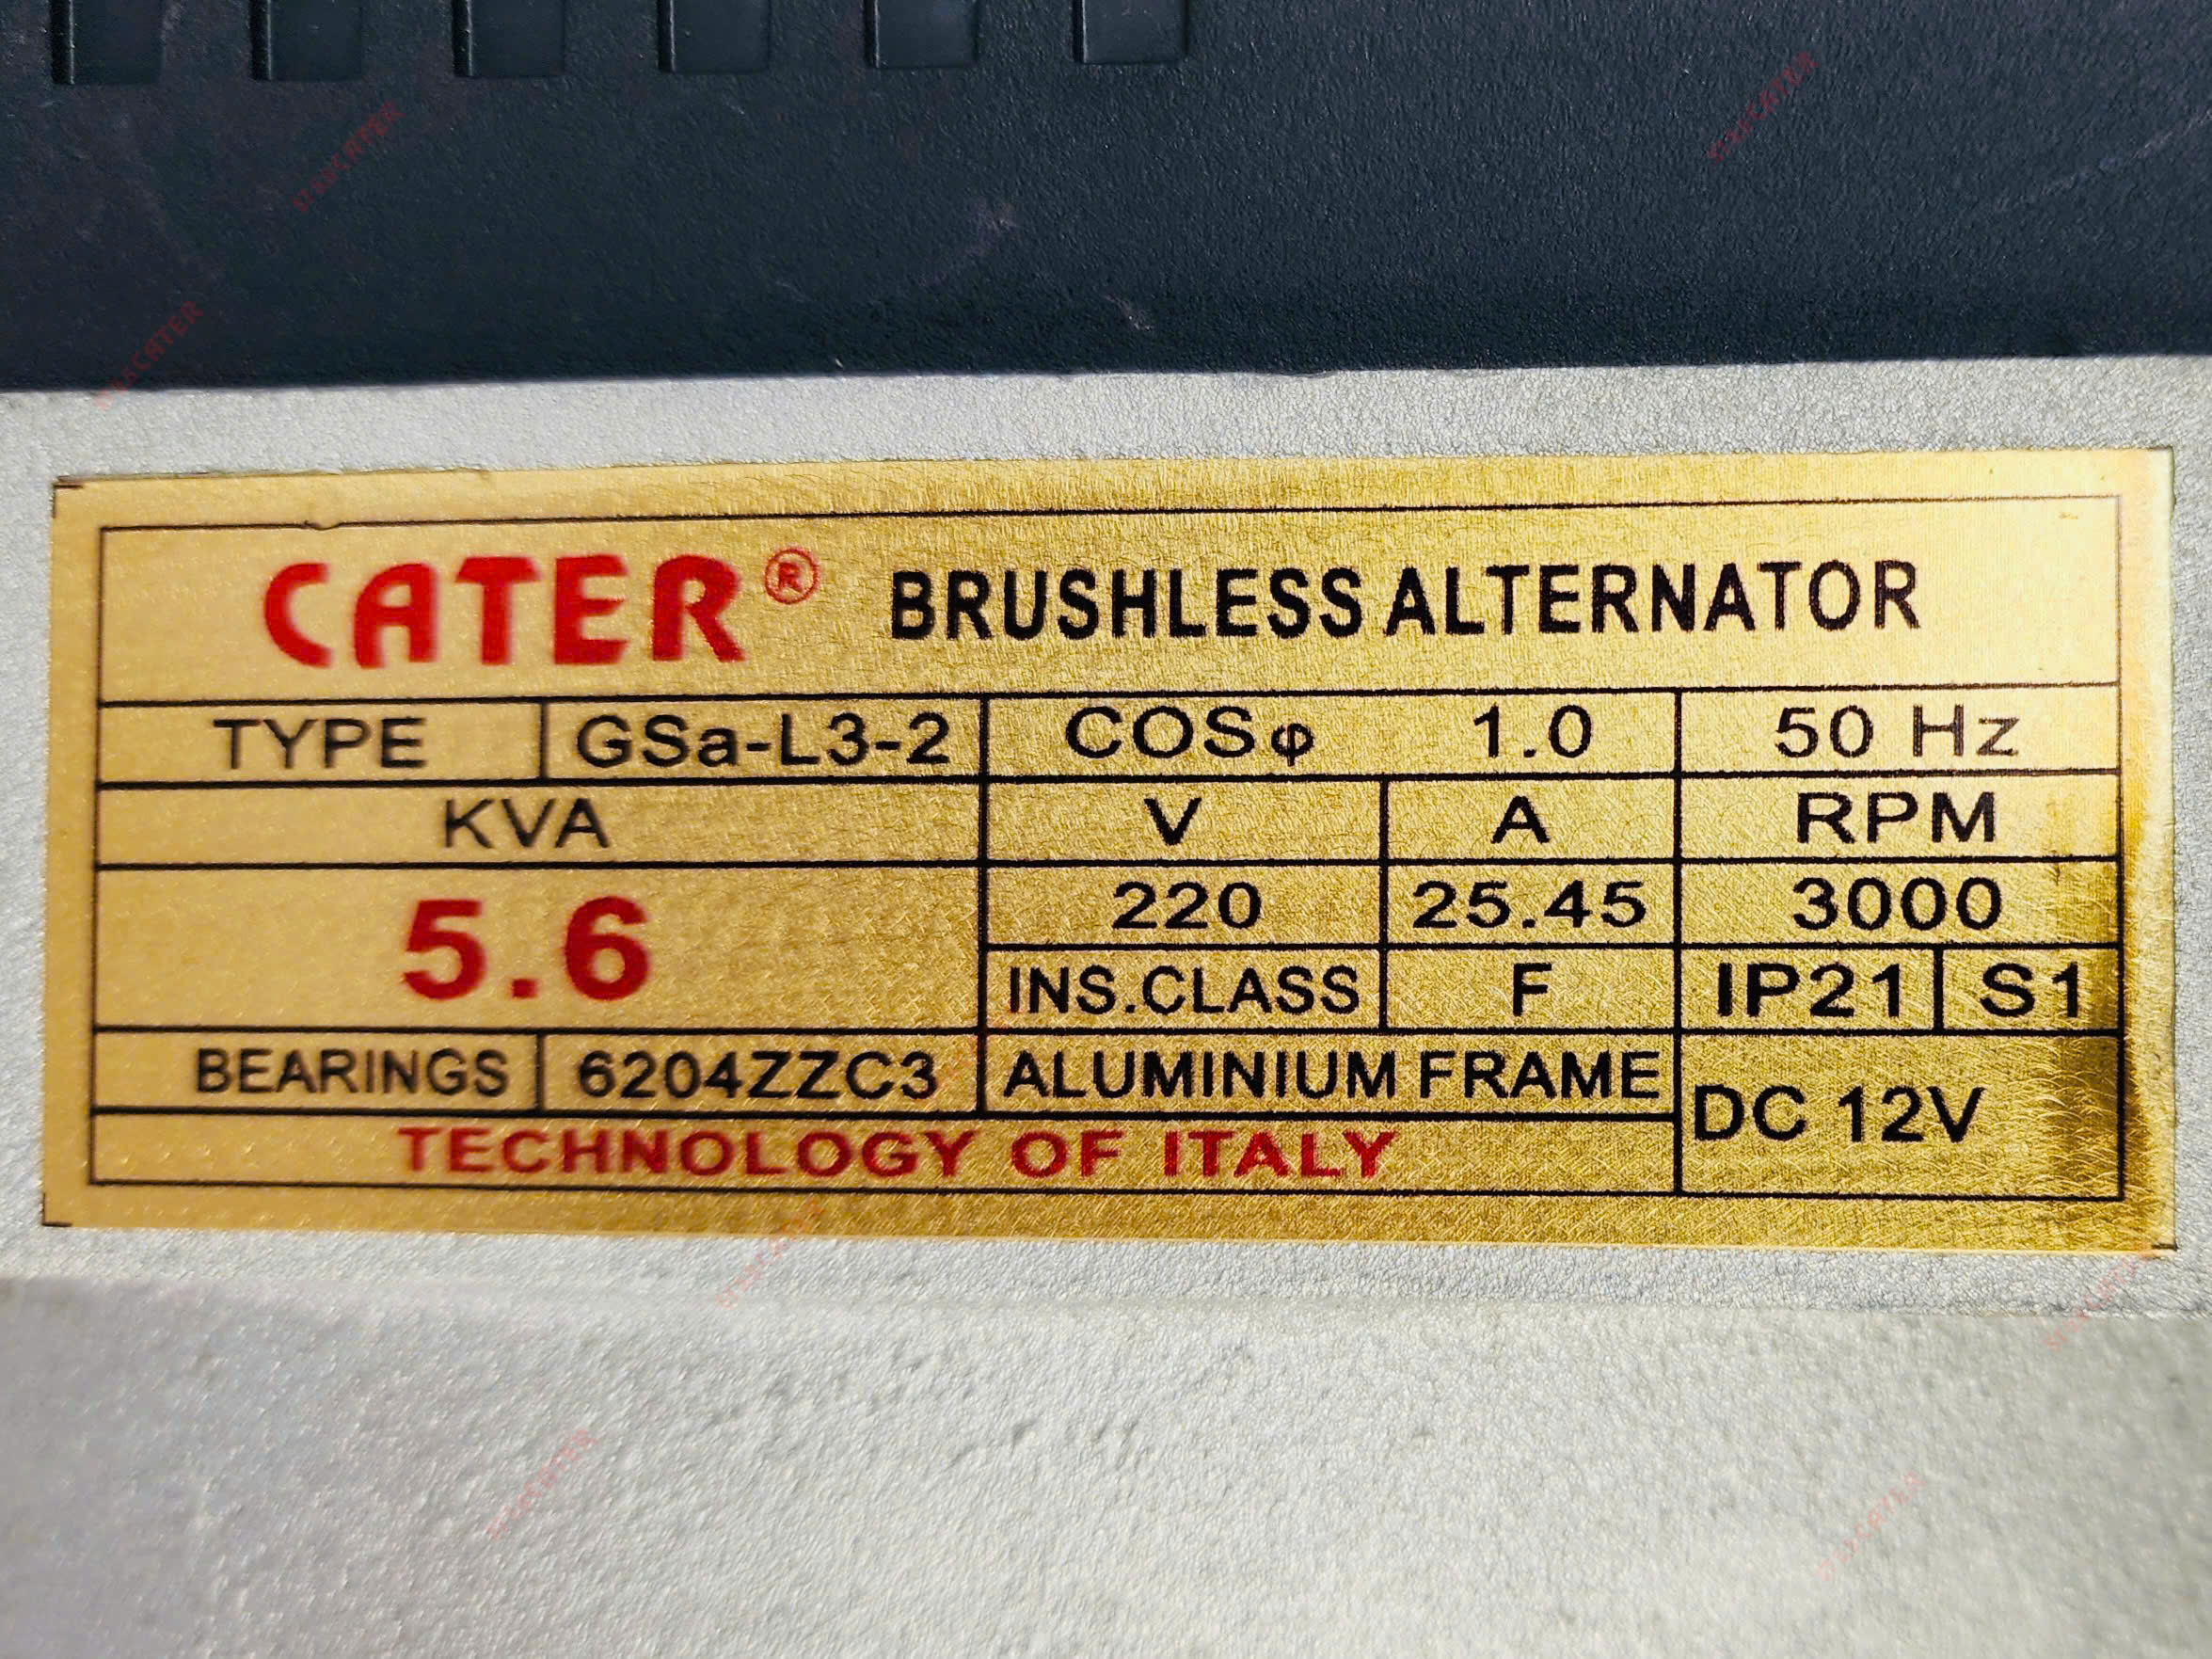 CATER® BRUSHLESS ALTERNATOR
TYPE GSa-L3-2 COSφ 1.0 50 Hz
KVA V A RPM
5.6 220 25.45 3000
INS.CLASS F IP21 S1
BEARINGS 6204ZZC3 ALUMINIUM FRAME DC 12V
TECHNOLOGY OF ITALY